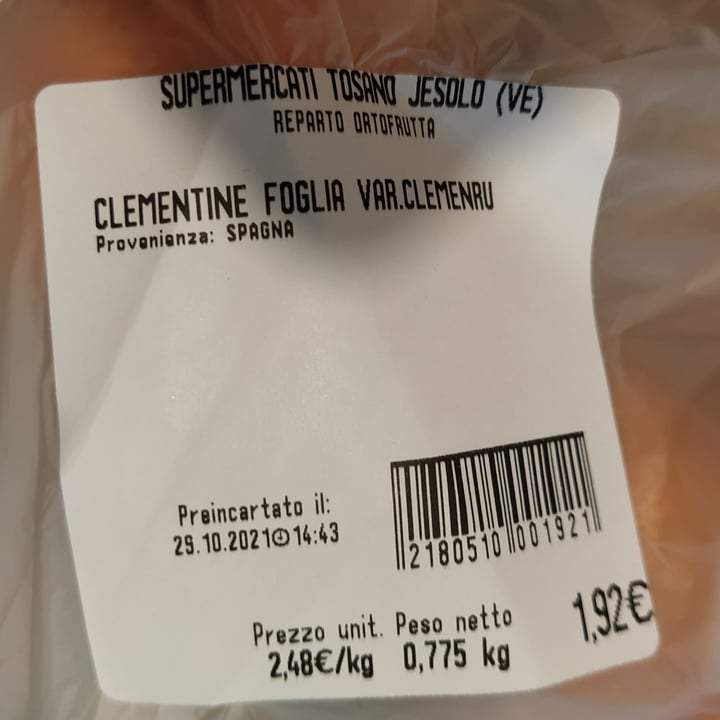 SUPERMERCATI TOSANO JESOLO (VE)
REPARTO ORTOFRUTTA
CLEMENTINE FOGLIA VAR.CLEMENRU
Provenienza: SPAGNA
Preincartato il:
29.10.2021 14:43
2180510 001921
Prezzo unit. Peso netto
2,48€/kg 0,775 kg
1,92€